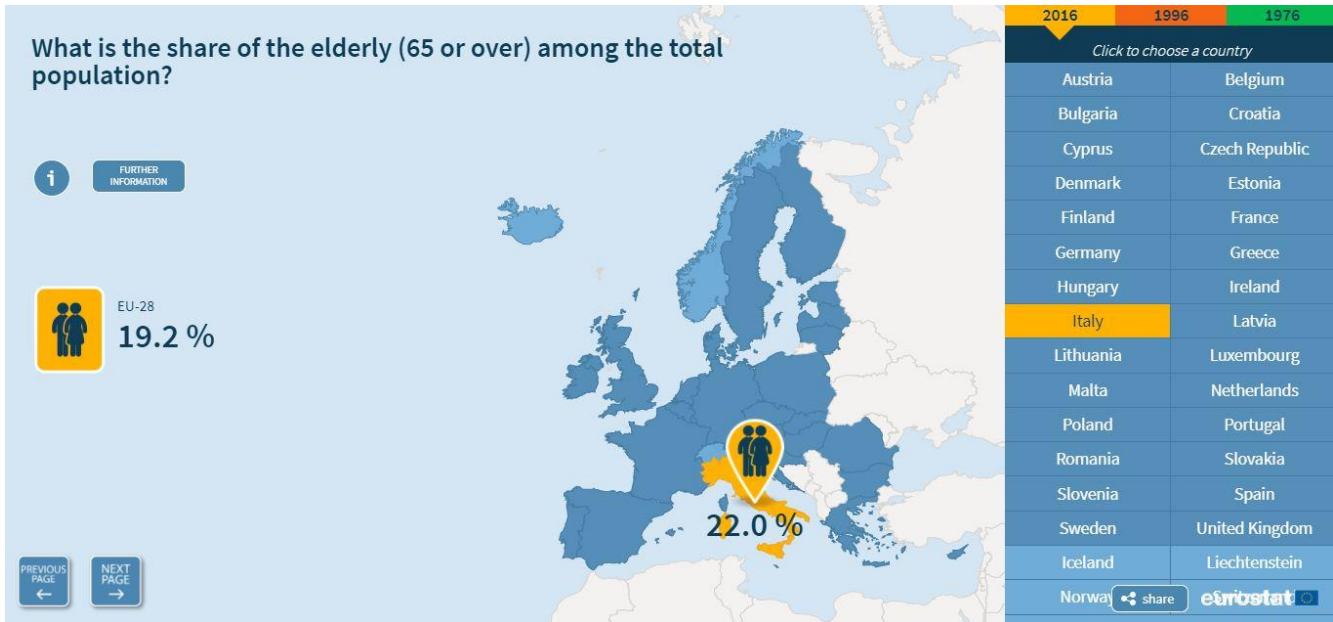 What is the share of the elderly (65 or over) among the total
population?
i
FURTHER
INFORMATION
EU-28
19.2 %
22.0 %
PREVIOUS
PAGE
←
NEXT
PAGE
→
2016 1996 1976
Click to choose a country
Austria Belgium
Bulgaria Croatia
Cyprus Czech Republic
Denmark Estonia
Finland France
Germany Greece
Hungary Ireland
Italy Latvia
Lithuania Luxembourg
Malta Netherlands
Poland Portugal
Romania Slovakia
Slovenia Spain
Sweden United Kingdom
Iceland Liechtenstein
Norway share eurostat